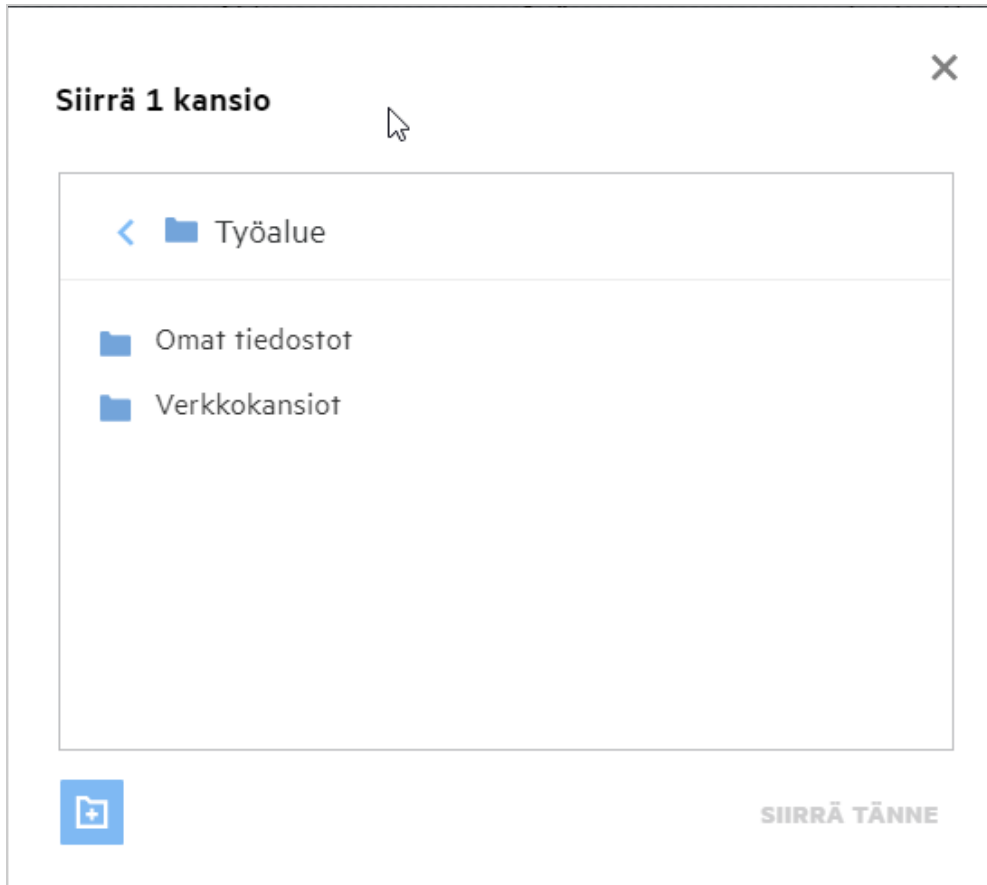 Siirrä 1 kansio
Työalue
Omat tiedostot
Verkkokansiot
SIIRRÄ TÄNNE